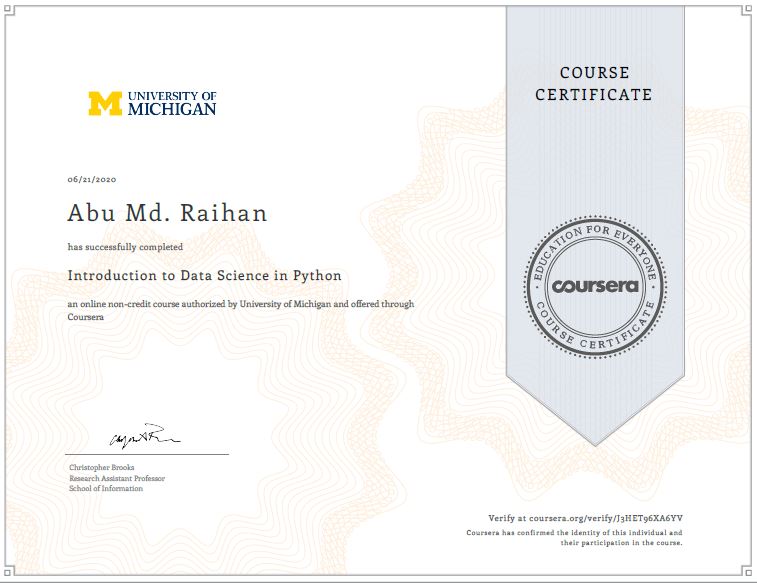 COURSE
CERTIFICATE
UNIVERSITY OF
MICHIGAN
06/21/2020
Abu Md. Raihan
has successfully completed
Introduction to Data Science in Python
an online non-credit course authorized by University of Michigan and offered through
Coursera
EDUCATION FOR EVERYONE
coursera
COURSE CERTIFICATE
Christopher Brooks
Research Assistant Professor
School of Information
Verify at coursera.org/verify/J3HET96XA6YV
Coursera has confirmed the identity of this individual and
their participation in the course.